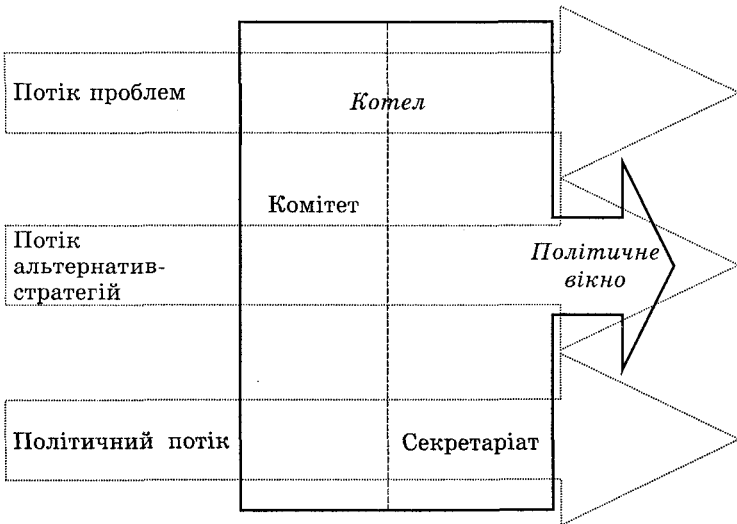 Потік проблем
Котел
Комітет
Потік
альтернатив-
стратегій
Політичне
вікно
Політичний потік
Секретаріат